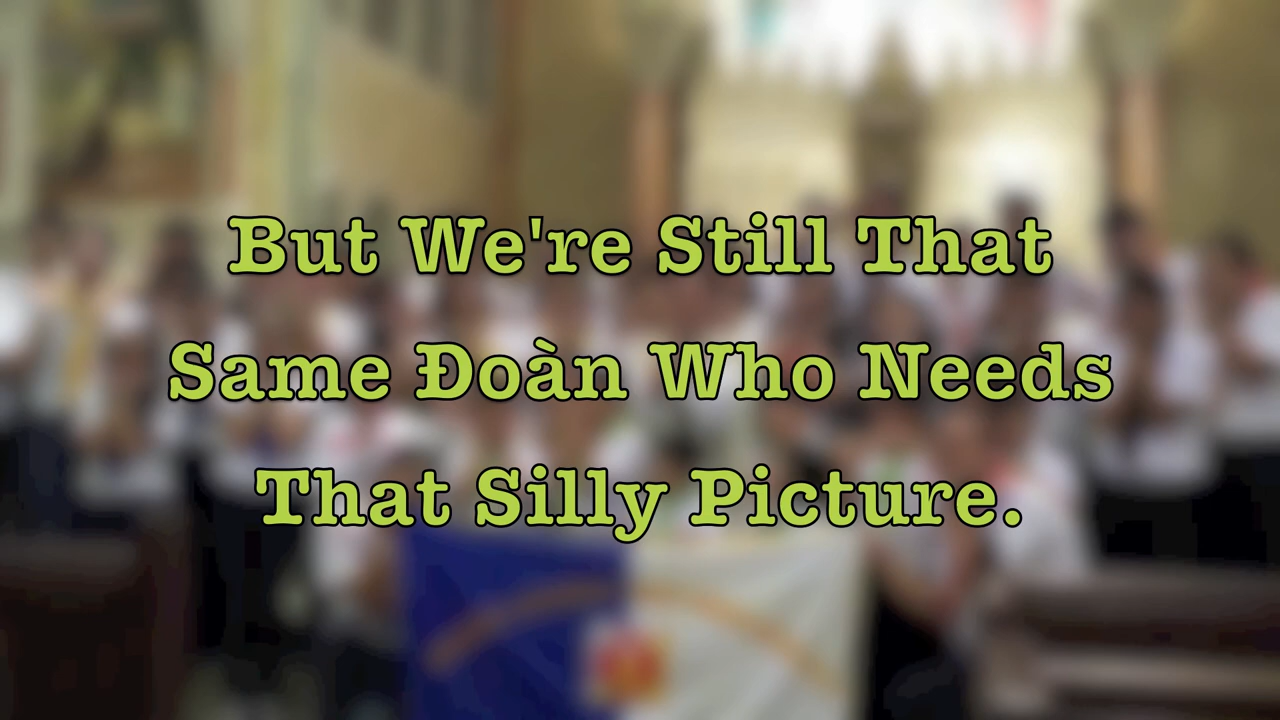 But We're Still That
Same Đoàn Who Needs
That Silly Picture.